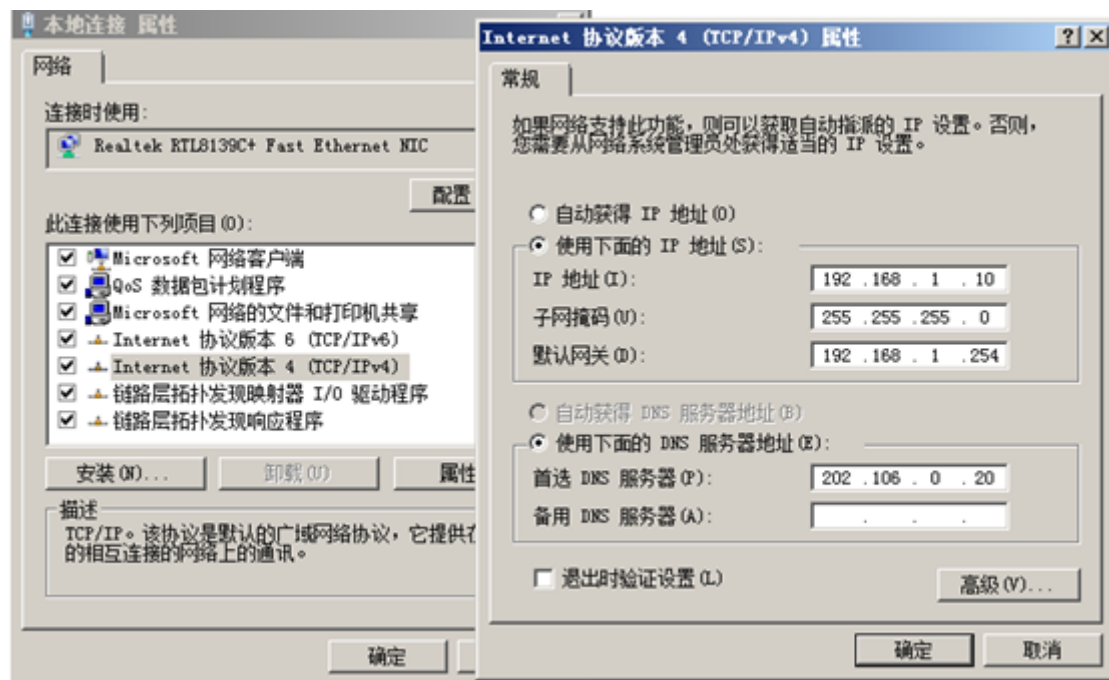 本地连接 属性
网络
连接时使用:
Realtek RTL8139C+ Fast Ethernet NIC
配置
此连接使用下列项目(O):
Microsoft 网络客户端
QoS 数据包计划程序
Microsoft 网络的文件和打印机共享
Internet 协议版本 6 (TCP/IPv6)
Internet 协议版本 4 (TCP/IPv4)
链路层拓扑发现映射器 I/O 驱动程序
链路层拓扑发现响应程序
安装(N)...
卸载(U)
属性
描述
TCP/IP。该协议是默认的广域网络协议，它提供在
的相互连接的网络上的通讯。
确定
Internet 协议版本 4 (TCP/IPv4) 属性
常规
如果网络支持此功能，则可以获取自动指派的 IP 设置。否则，
您需要从网络系统管理员处获得适当的 IP 设置。
自动获得 IP 地址(O)
使用下面的 IP 地址(S):
IP 地址(I): 192 .168 . 1 . 10
子网掩码(U): 255 .255 .255 . 0
默认网关(D): 192 .168 . 1 .254
自动获得 DNS 服务器地址(B)
使用下面的 DNS 服务器地址(E):
首选 DNS 服务器(P): 202 .106 . 0 . 20
备用 DNS 服务器(A): . . .
退出时验证设置(L)
高级(V)...
确定
取消